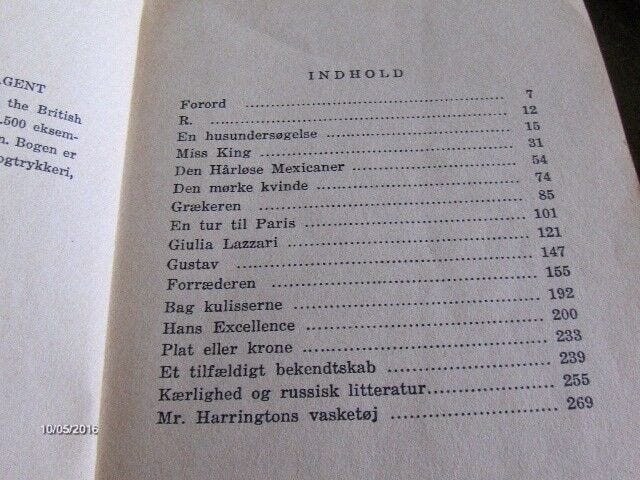 AGENT
the British
.500 eksem-
n. Bogen er
ogtrykkeri,
INDHOLD
Forord ........ 7
R. ........ 12
En husundersøgelse ........ 15
Miss King ........ 31
Den Hårløse Mexicaner ........ 54
Den mørke kvinde ........ 74
Grækeren ........ 85
En tur til Paris ........ 101
Giulia Lazzari ........ 121
Gustav ........ 147
Forræderen ........ 155
Bag kulisserne ........ 192
Hans Excellence ........ 200
Plat eller krone ........ 233
Et tilfældigt bekendtskab ........ 239
Kærlighed og russisk litteratur ........ 255
Mr. Harringtons vasketøj ........ 269
10/05/2016